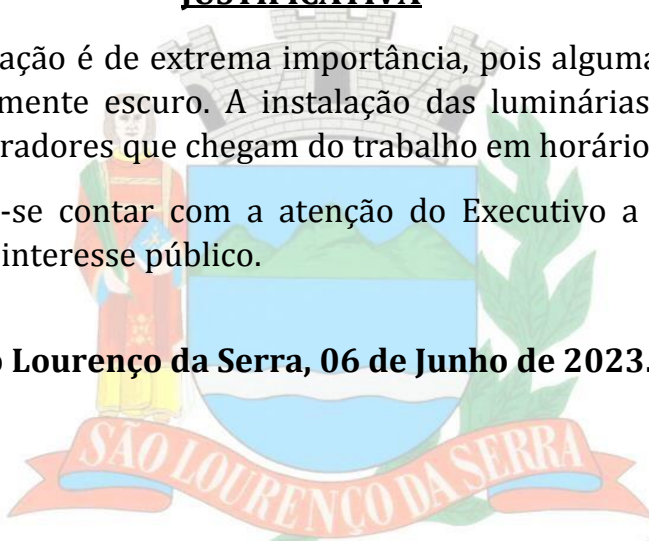 JUSTIFICATIVA
ação é de extrema importância, pois alguma
mente escuro. A instalação das luminárias
radores que chegam do trabalho em horário
-se contar com a atenção do Executivo a
interesse público.
o Lourenço da Serra, 06 de Junho de 2023.
SÃO LOURENÇO DA SERRA